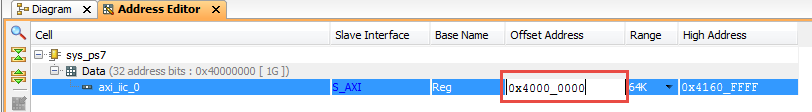 Diagram × Address Editor ×
Cell Slave Interface Base Name Offset Address Range High Address
sys_ps7
Data (32 address bits : 0x40000000 [ 1G ])
axi_iic_0 S_AXI Reg 0x4000_0000 64K 0x4160_FFFF